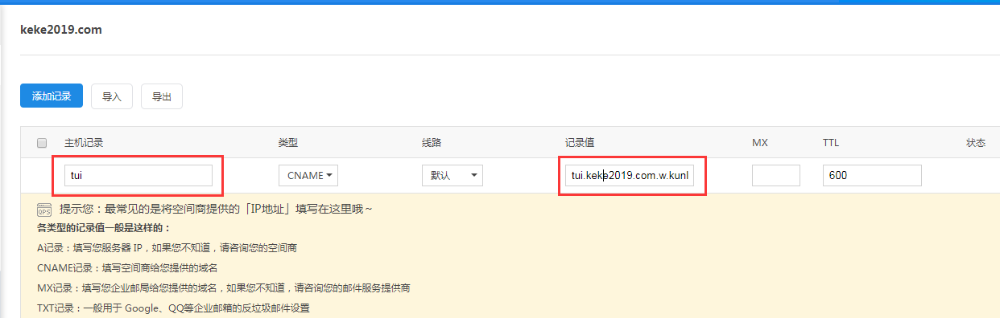 keke2019.com
添加记录 导入 导出
主机记录 类型 线路 记录值 MX TTL 状态
tui CNAME 默认 tui.keke2019.com.w.kunl 600
提示您：最常见的是将空间商提供的「IP地址」填写在这里哦～
各类型的记录值一般是这样的：
A记录：填写您服务器 IP，如果您不知道，请咨询您的空间商
CNAME记录：填写空间商给您提供的域名
MX记录：填写您企业邮局给您提供的域名，如果您不知道，请咨询您的邮件服务提供商
TXT记录：一般用于 Google、QQ等企业邮箱的反垃圾邮件设置